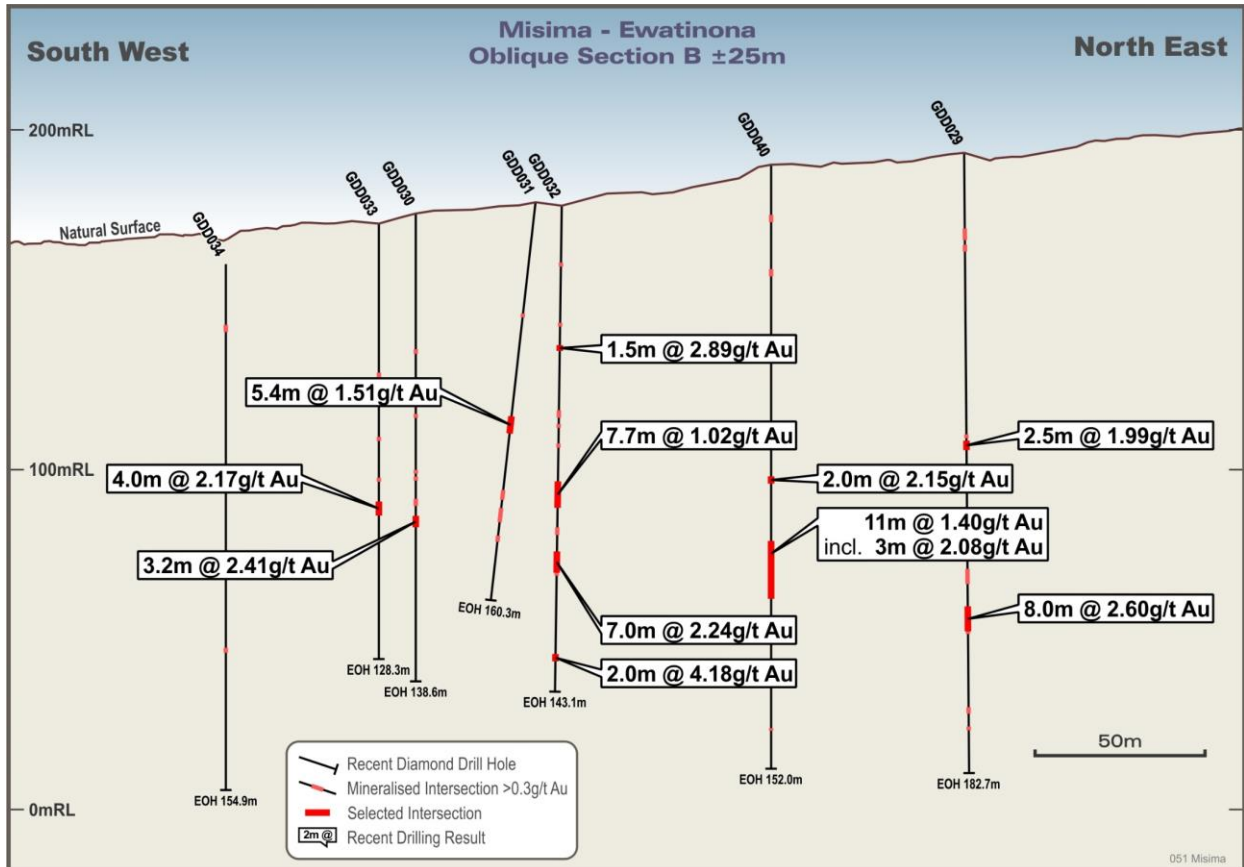 Misima - Ewatinona
Oblique Section B ±25m
South West
North East
200mRL
100mRL
0mRL
Natural Surface
GDD034
GDD033
GDD030
GDD031
GDD032
GDD040
GDD029
1.5m @ 2.89g/t Au
5.4m @ 1.51g/t Au
7.7m @ 1.02g/t Au
2.5m @ 1.99g/t Au
4.0m @ 2.17g/t Au
2.0m @ 2.15g/t Au
11m @ 1.40g/t Au
incl. 3m @ 2.08g/t Au
3.2m @ 2.41g/t Au
8.0m @ 2.60g/t Au
7.0m @ 2.24g/t Au
2.0m @ 4.18g/t Au
EOH 154.9m
EOH 128.3m
EOH 138.6m
EOH 160.3m
EOH 143.1m
EOH 152.0m
EOH 182.7m
50m
Recent Diamond Drill Hole
Mineralised Intersection >0.3g/t Au
Selected Intersection
2m @
Recent Drilling Result
051 Misima